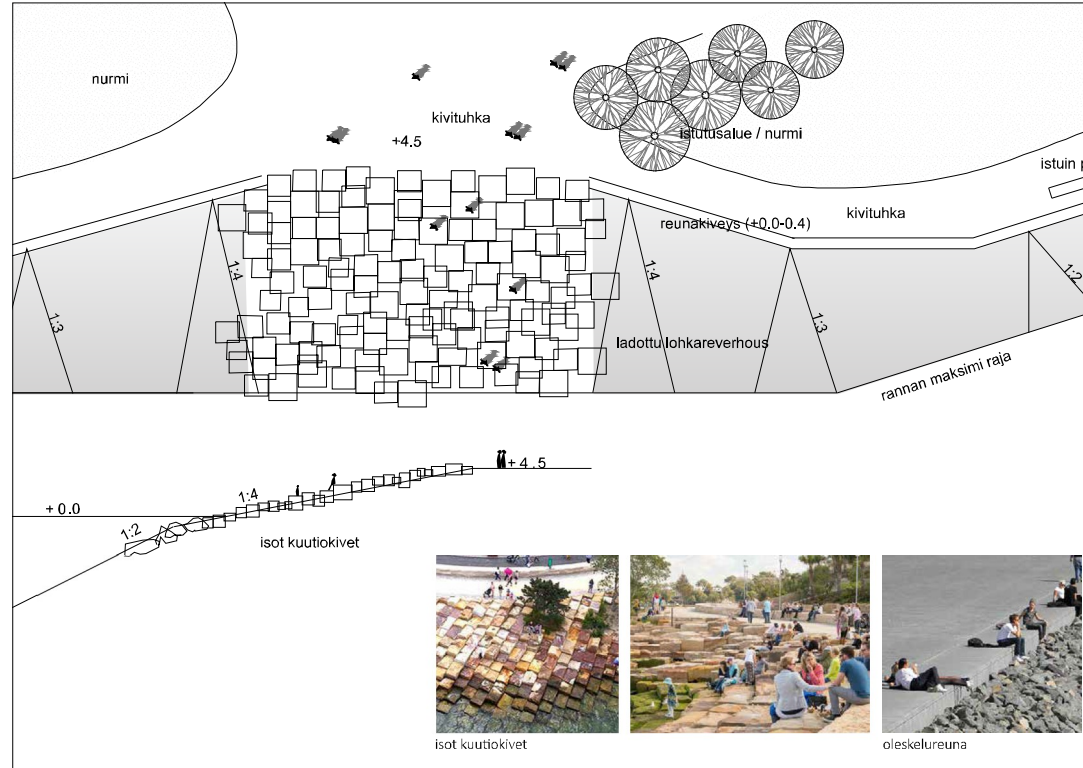 nurmi
kivituhka
+4.5
istutusalue / nurmi
istuin p
kivituhka
reunakiveys (+0.0-0.4)
1:4
1:4
1:2
1:3
1:3
ladottu lohkareverhous
rannan maksimi raja
+4.5
+0.0
1:4
1:2
isot kuutiokivet
isot kuutiokivet
oleskelureuna